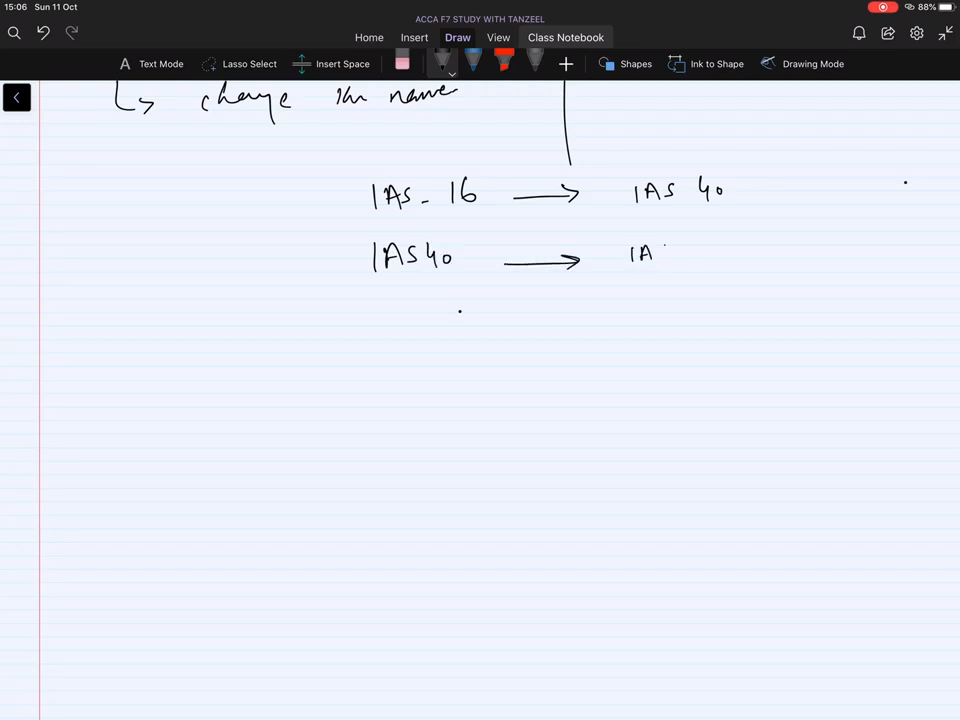 15:06 Sun 11 Oct 88%
ACCA F7 STUDY WITH TANZEEL
Home Insert Draw View Class Notebook
Text Mode Lasso Select Insert Space Shapes Ink to Shape Drawing Mode
change name
IAS - 16 → IAS 40
IAS 40 → IA